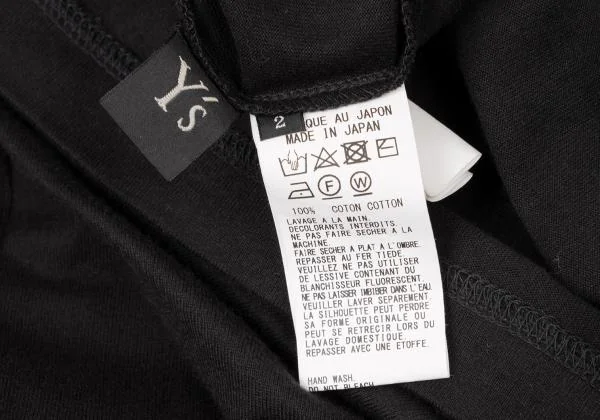 Y's
2
QUE AU JAPON
MADE IN JAPAN
F W
100% COTON COTTON
LAVAGE A LA MAIN.
DECOLORANTS INTERDITS.
NE PAS FAIRE SECHER A LA
MACHINE.
FAIRE SECHER A PLAT A L'OMBRE.
REPASSER AU FER TIEDE.
VEUILLEZ NE PAS UTILISER
DE LESSIVE CONTENANT DU
BLANCHISSEUR FLUORESCENT.
NE PAS LAISSER IMBIBER DANS L'EAU.
VEUILLER LAVER SEPAREMENT.
LA SILHOUETTE PEUT PERDRE
SA FORME ORIGINALE OU
PEUT SE RETRECIR LORS DU
LAVAGE DOMESTIQUE.
REPASSER AVEC UNE ETOFFE.
HAND WASH.
DO NOT BLEACH